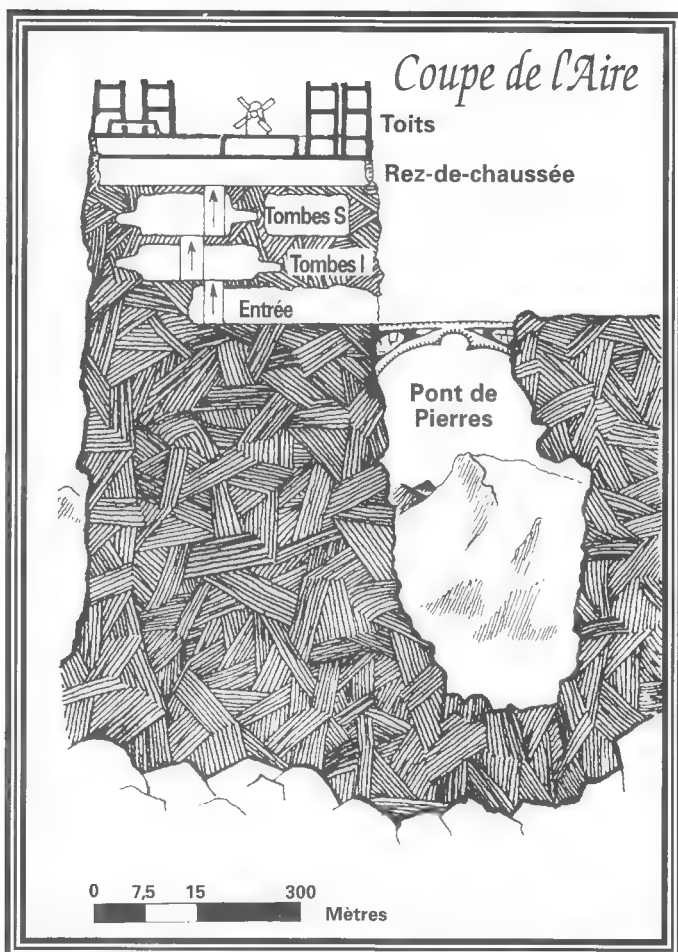 Coupe de l'Aire
Toits
Rez-de-chaussée
Tombes S
Tombes I
Entrée
Pont de
Pierres
0 7,5 15 300
Mètres